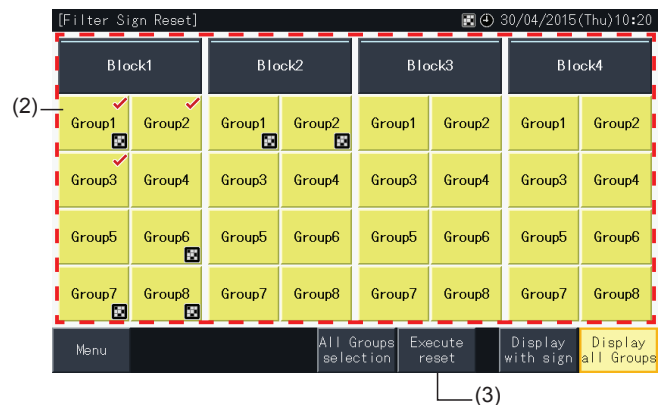 [Filter Sign Reset] 30/04/2015(Thu)10:20
Block1 Block2 Block3 Block4
(2)
Group1 Group2 Group1 Group2 Group1 Group2 Group1 Group2
Group3 Group4 Group3 Group4 Group3 Group4 Group3 Group4
Group5 Group6 Group5 Group6 Group5 Group6 Group5 Group6
Group7 Group8 Group7 Group8 Group7 Group8 Group7 Group8
Menu
All Groups
selection
Execute
reset
Display
with sign
Display
all Groups
(3)